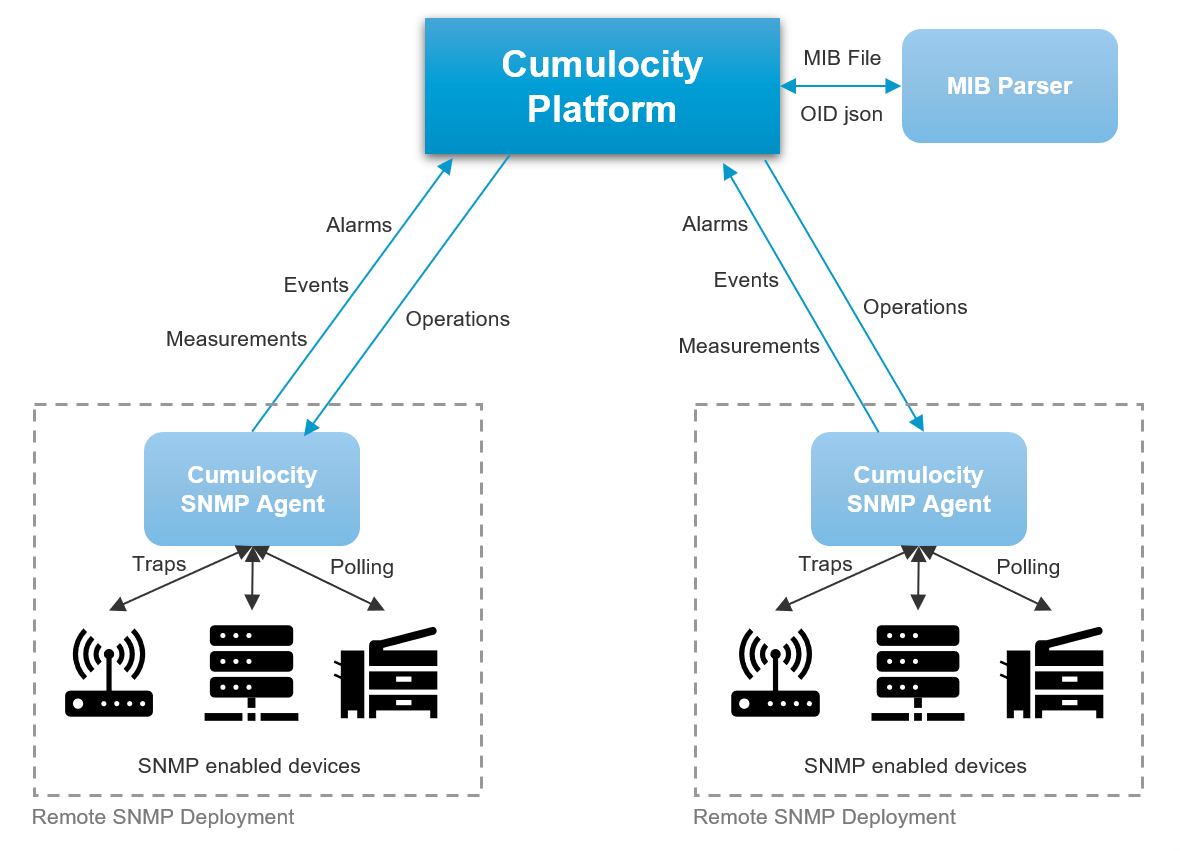 Cumulocity
Platform
MIB File
OID json
MIB Parser
Alarms
Events
Measurements
Operations
Alarms
Events
Measurements
Operations
Cumulocity
SNMP Agent
Traps
Polling
SNMP enabled devices
Remote SNMP Deployment
Cumulocity
SNMP Agent
Traps
Polling
SNMP enabled devices
Remote SNMP Deployment